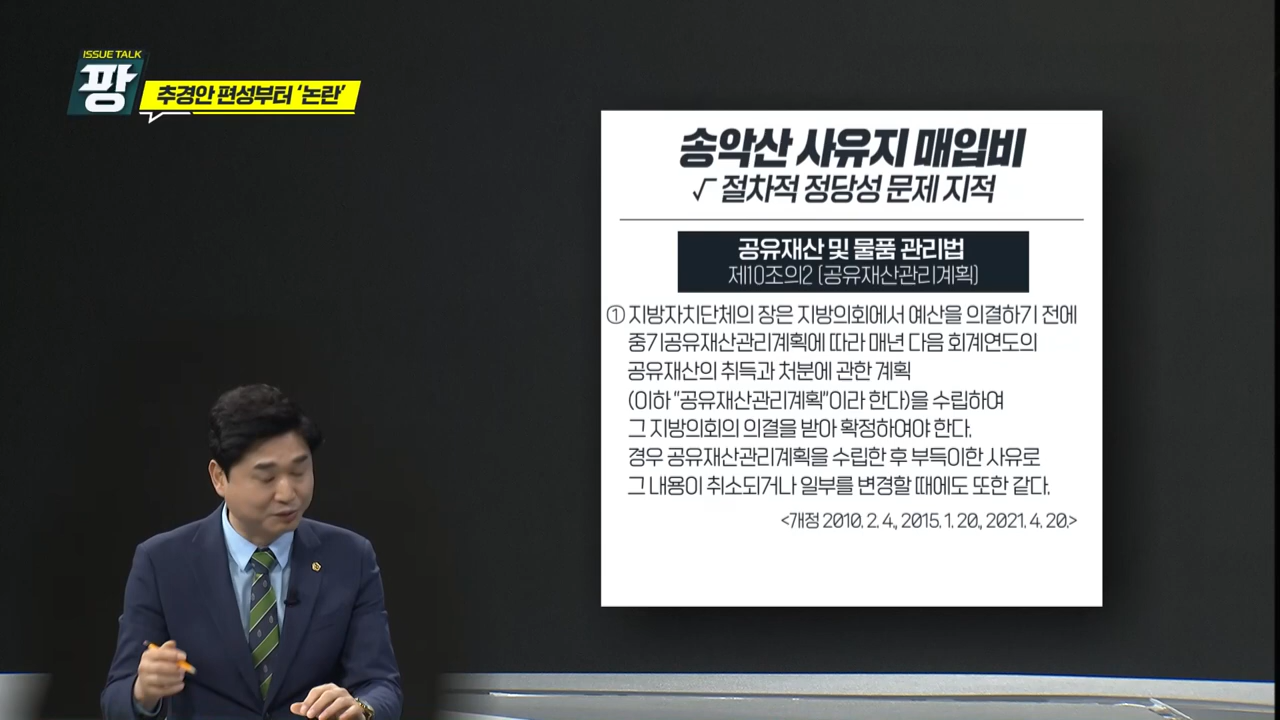 ISSUE TALK
팡
추경안 편성부터 '논란'
송악산 사유지 매입비
√ 절차적 정당성 문제 지적
공유재산 및 물품 관리법
제10조의2 (공유재산관리계획)
① 지방자치단체의 장은 지방의회에서 예산을 의결하기 전에
중기공유재산관리계획에 따라 매년 다음 회계연도의
공유재산의 취득과 처분에 관한 계획
(이하 "공유재산관리계획"이라 한다)을 수립하여
그 지방의회의 의결을 받아 확정하여야 한다.
경우 공유재산관리계획을 수립한 후 부득이한 사유로
그 내용이 취소되거나 일부를 변경할 때에도 또한 같다.
<개정 2010. 2. 4., 2015. 1. 20., 2021. 4. 20.>